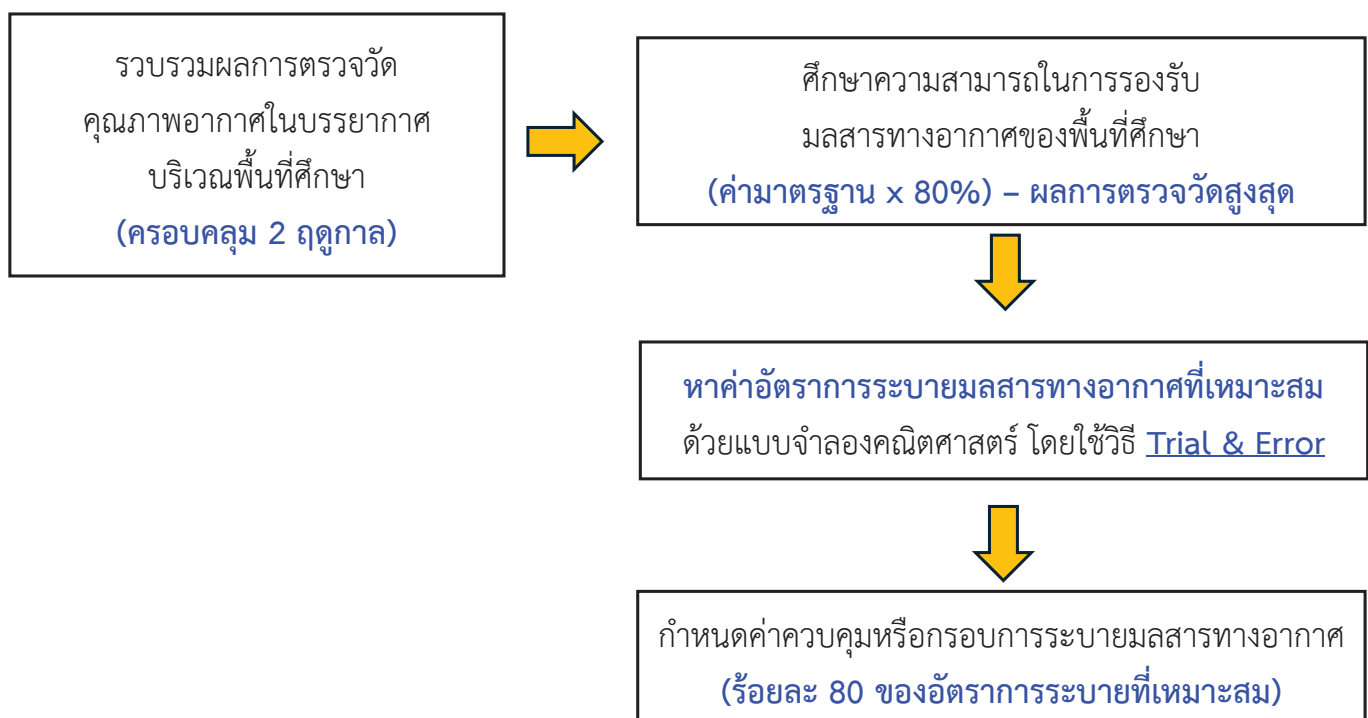 รวบรวมผลการตรวจวัด
คุณภาพอากาศในบรรยากาศ
บริเวณพื้นที่ศึกษา
(ครอบคลุม 2 ฤดูกาล)
ศึกษาความสามารถในการรองรับ
มลสารทางอากาศของพื้นที่ศึกษา
(ค่ามาตรฐาน x 80%) – ผลการตรวจวัดสูงสุด
หาค่าอัตราการระบายมลสารทางอากาศที่เหมาะสม
ด้วยแบบจำลองคณิตศาสตร์ โดยใช้วิธี Trial & Error
กำหนดค่าควบคุมหรือกรอบการระบายมลสารทางอากาศ
(ร้อยละ 80 ของอัตราการระบายที่เหมาะสม)